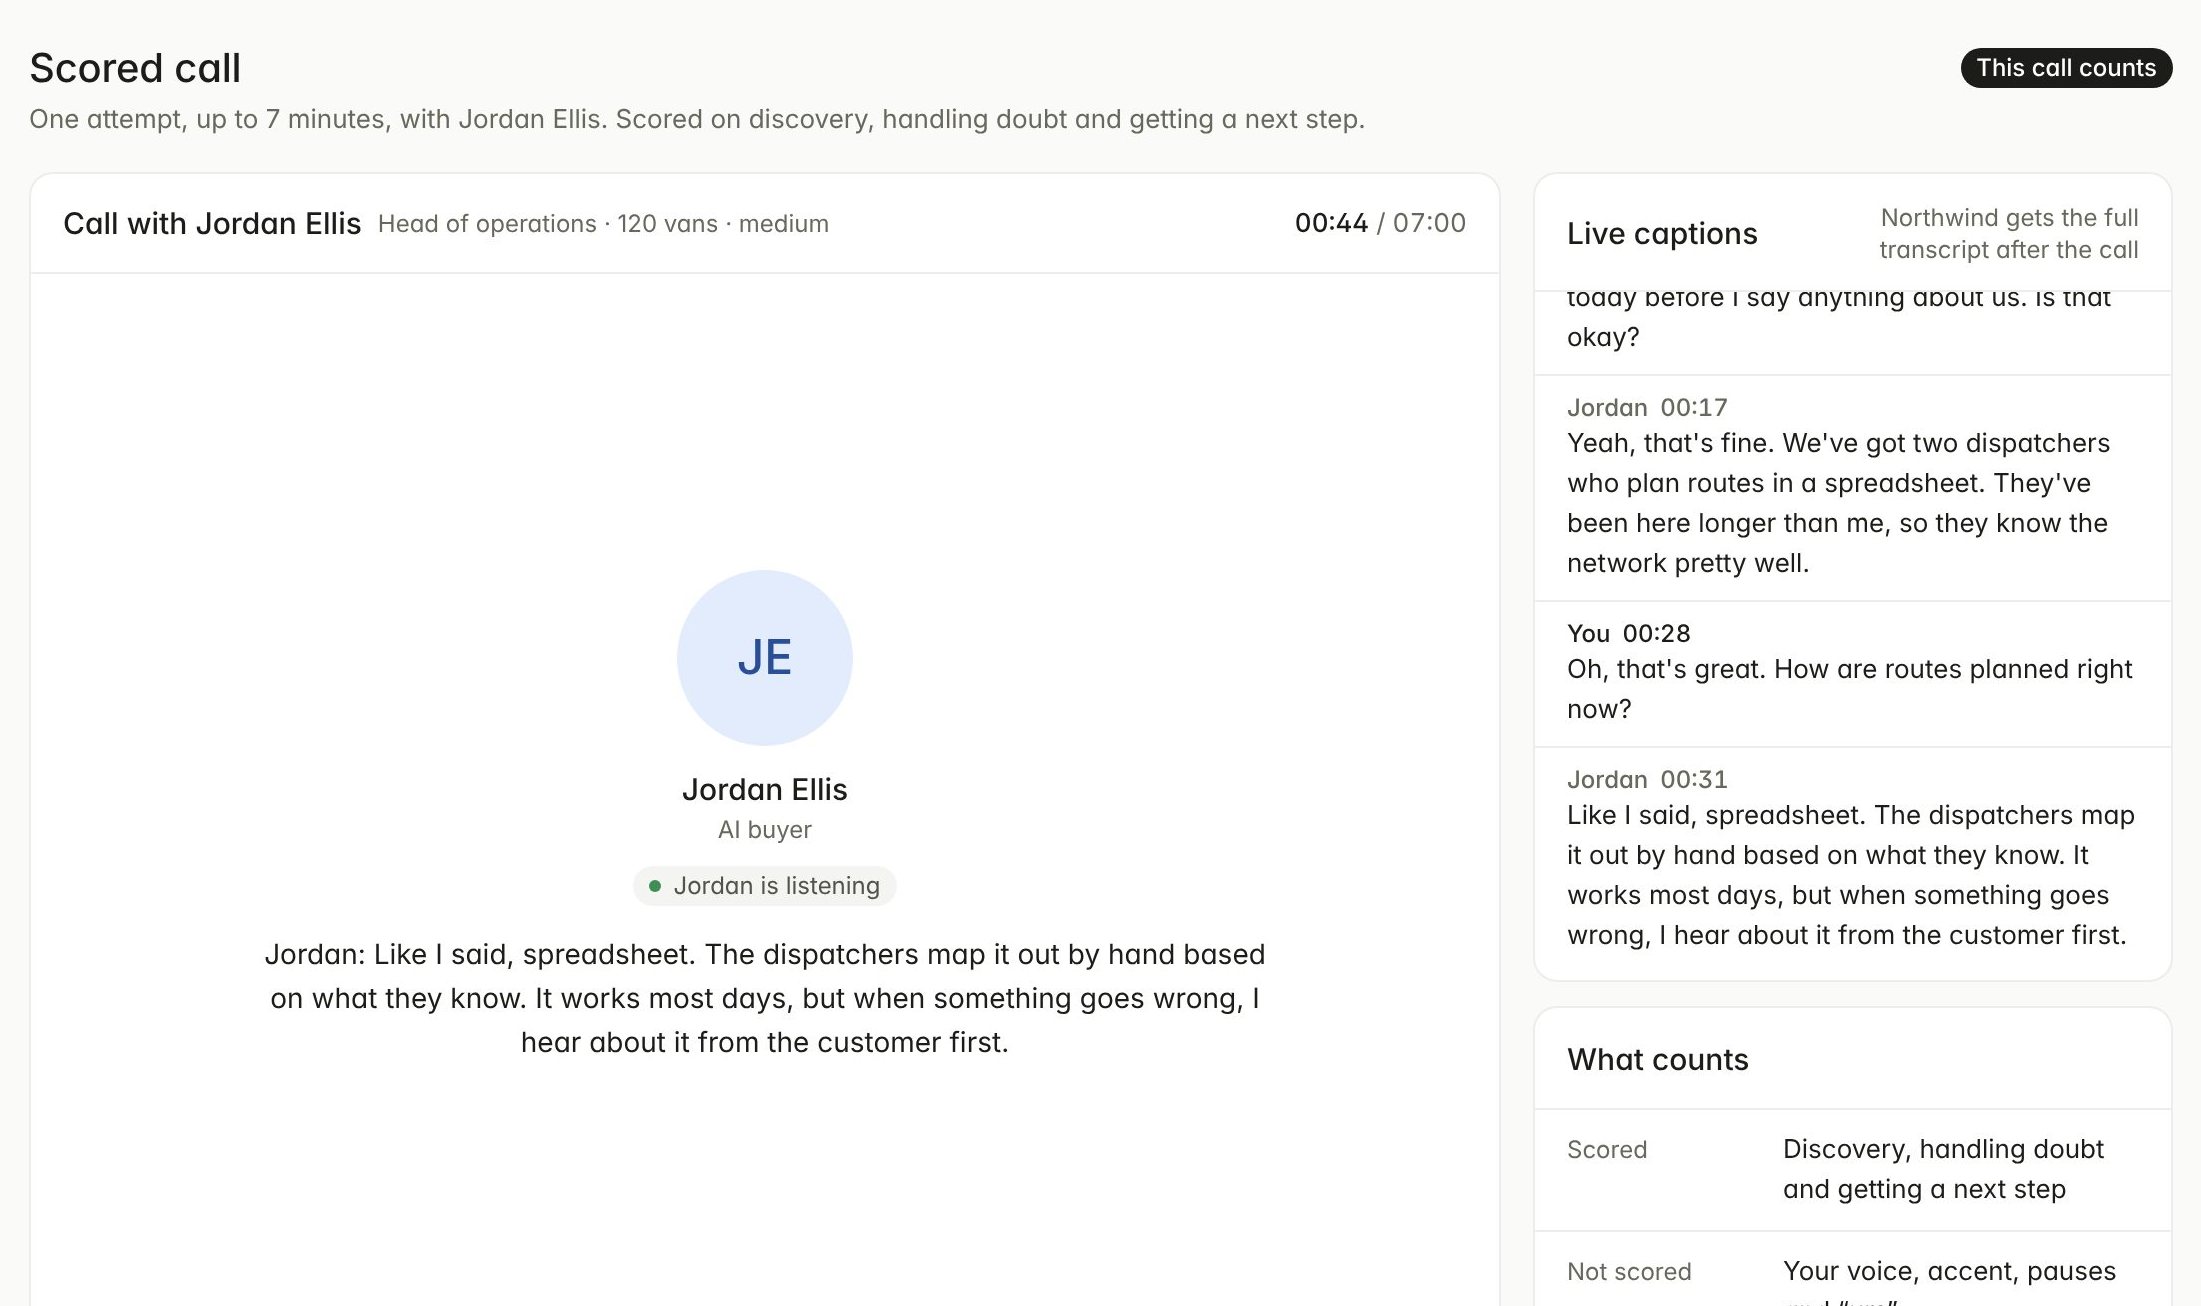 Scored call
This call counts
One attempt, up to 7 minutes, with Jordan Ellis. Scored on discovery, handling doubt and getting a next step.
Call with Jordan Ellis Head of operations · 120 vans · medium
00:44 / 07:00
JE
Jordan Ellis
AI buyer
Jordan is listening
Jordan: Like I said, spreadsheet. The dispatchers map it out by hand based
on what they know. It works most days, but when something goes wrong, I
hear about it from the customer first.
Live captions
Northwind gets the full
transcript after the call
today before I say anything about us. Is that
okay?
Jordan 00:17
Yeah, that's fine. We've got two dispatchers
who plan routes in a spreadsheet. They've
been here longer than me, so they know the
network pretty well.
You 00:28
Oh, that's great. How are routes planned right
now?
Jordan 00:31
Like I said, spreadsheet. The dispatchers map
it out by hand based on what they know. It
works most days, but when something goes
wrong, I hear about it from the customer first.
What counts
Scored
Discovery, handling doubt
and getting a next step
Not scored
Your voice, accent, pauses